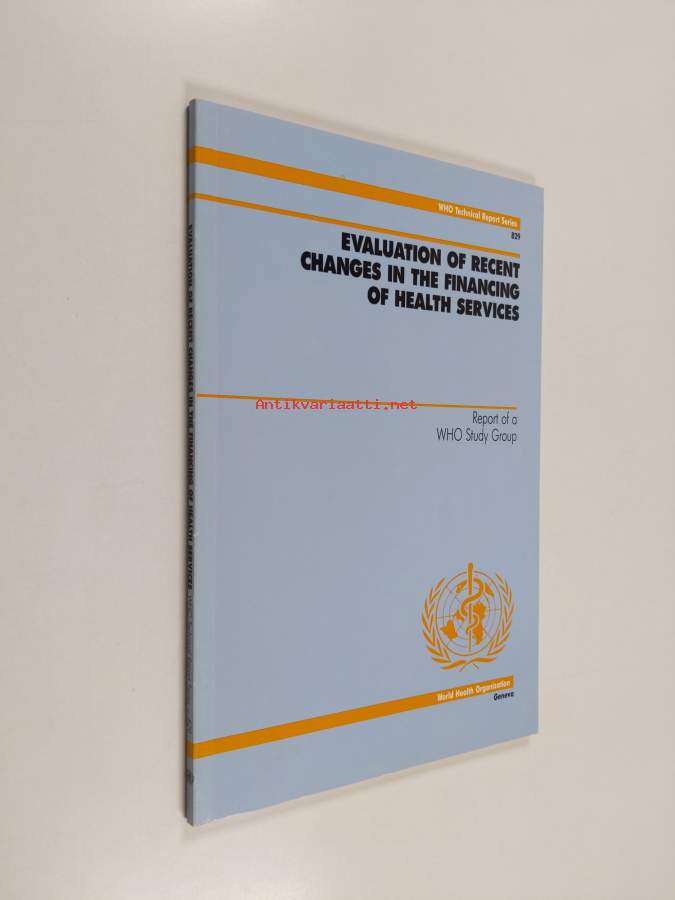 WHO Technical Report Series
829
EVALUATION OF RECENT
CHANGES IN THE FINANCING
OF HEALTH SERVICES
Antikvariaatti.net
Report of a
WHO Study Group
World Health Organization
Geneva
EVALUATION OF RECENT CHANGES IN THE FINANCING OF HEALTH SERVICES